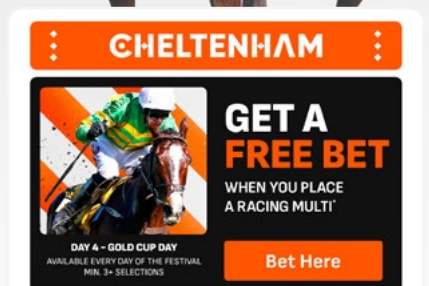 CHELTENHAM
GET A
FREE BET
WHEN YOU PLACE
A RACING MULTI*
DAY 4 - GOLD CUP DAY
AVAILABLE EVERY DAY OF THE FESTIVAL
MIN. 3+ SELECTIONS
Bet Here